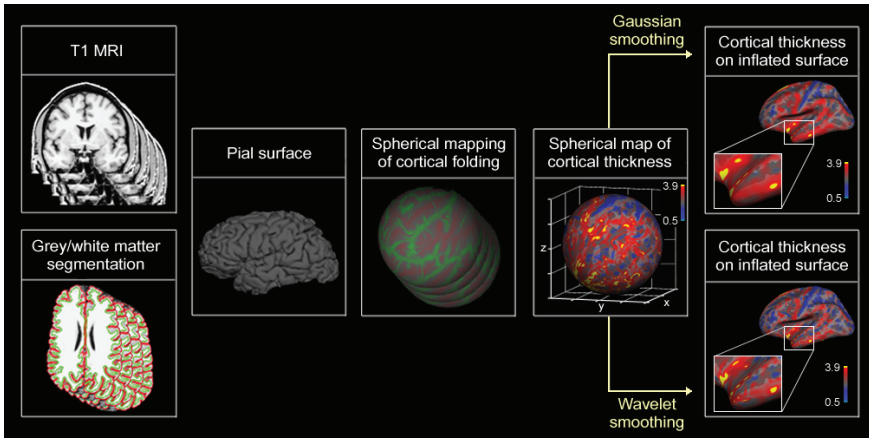 T1 MRI
Grey/white matter
segmentation
Pial surface
Spherical mapping
of cortical folding
Spherical map of
cortical thickness
3.9
0.5
z
y
x
Gaussian
smoothing
Cortical thickness
on inflated surface
3.9
0.5
Wavelet
smoothing
Cortical thickness
on inflated surface
3.9
0.5